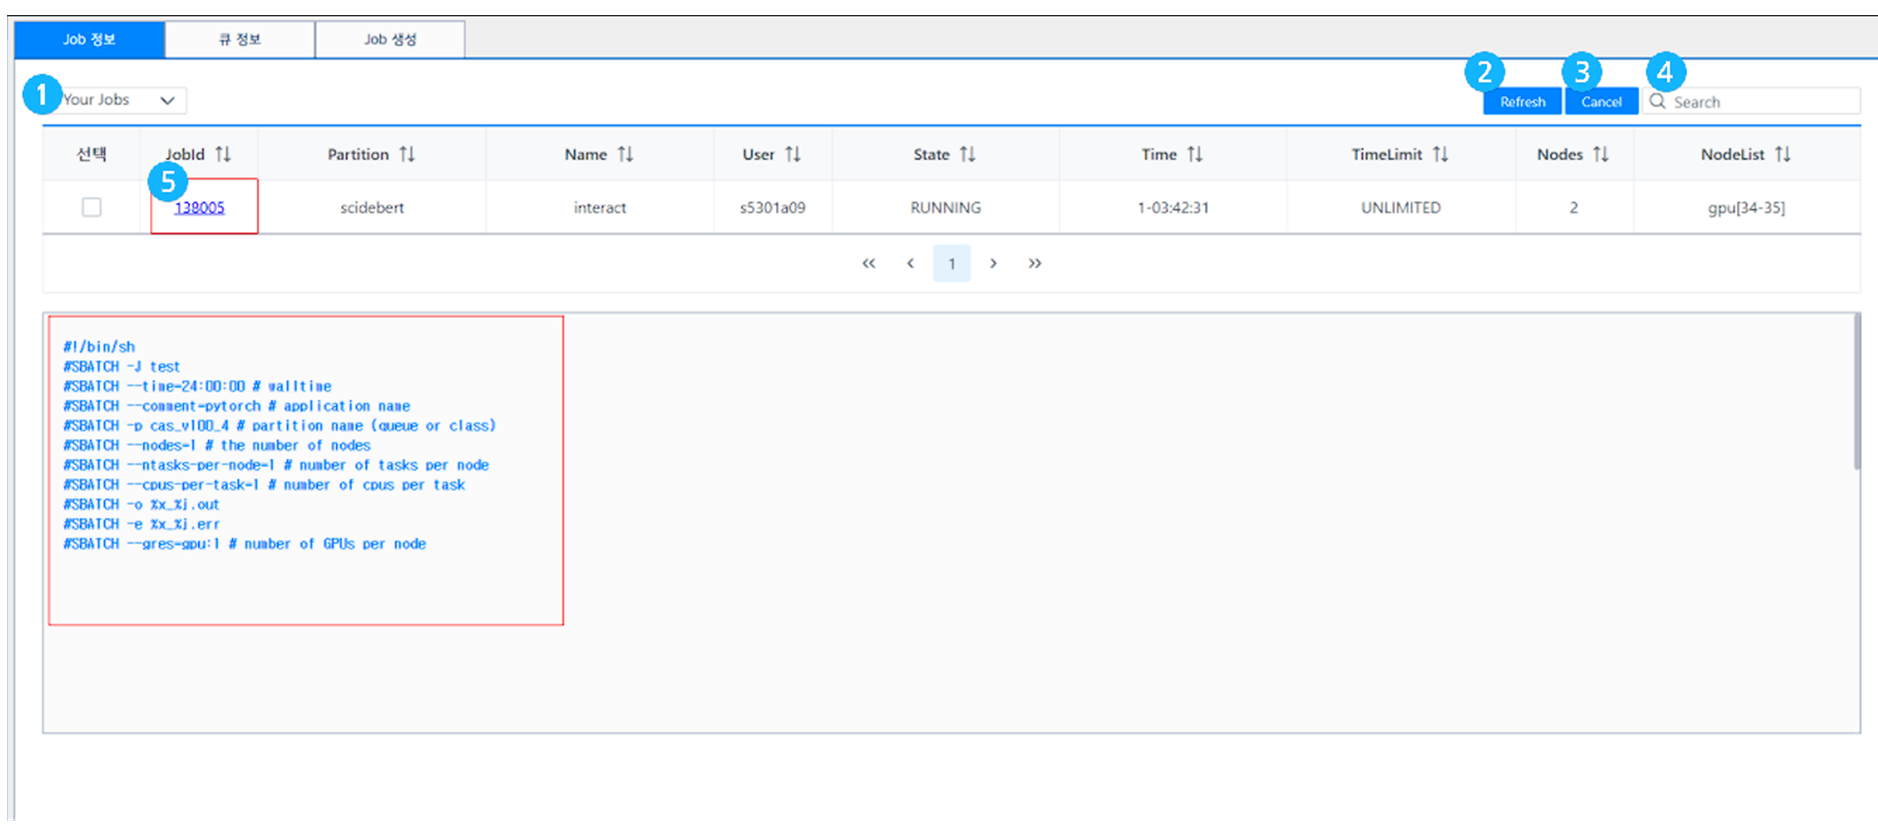 Job 정보 큐 정보 Job 생성
1 Your Jobs 2 Refresh 3 Cancel 4 Search
선택 JobId Partition Name User State Time TimeLimit Nodes NodeList
5
138005 scidebert interact s5301a09 RUNNING 1-03:42:31 UNLIMITED 2 gpu[34-35]
« ‹ 1 › »
#!/bin/sh
#SBATCH -J test
#SBATCH --time=24:00:00 # walltime
#SBATCH --comment=pytorch # application name
#SBATCH -p cas_v100_4 # partition name (queue or class)
#SBATCH --nodes=1 # the number of nodes
#SBATCH --ntasks-per-node=1 # number of tasks per node
#SBATCH --cpus-per-task=1 # number of cpus per task
#SBATCH -o %x_%j.out
#SBATCH -e %x_%j.err
#SBATCH --gres=gpu:1 # number of GPUs per node